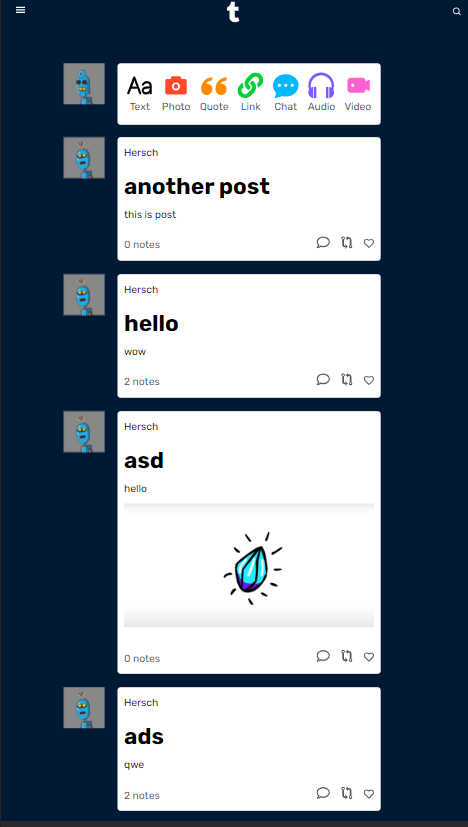 t
Aa
Text Photo Quote Link Chat Audio Video
Hersch
another post
this is post
0 notes
Hersch
hello
wow
2 notes
Hersch
asd
hello
0 notes
Hersch
ads
qwe
2 notes